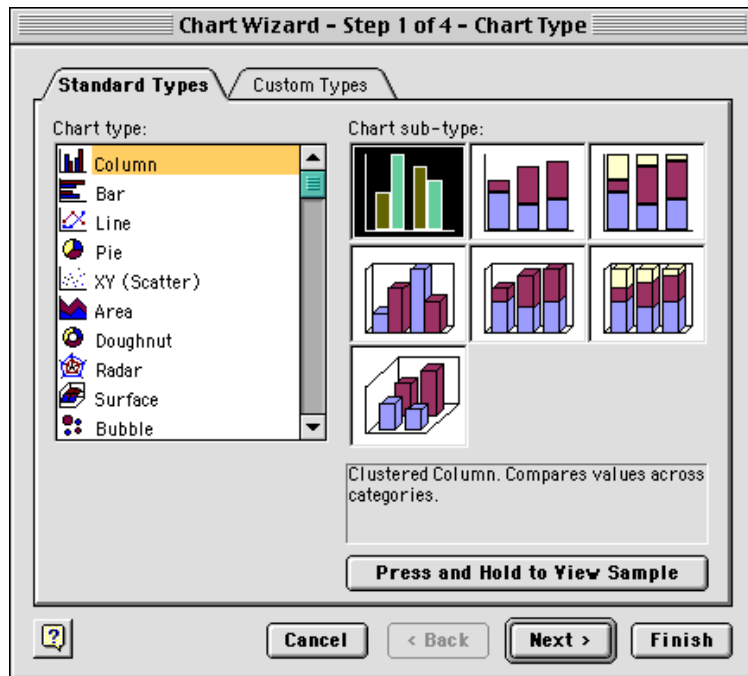 Chart Wizard - Step 1 of 4 - Chart Type
Standard Types
Custom Types
Chart type:
Column
Bar
Line
Pie
XY (Scatter)
Area
Doughnut
Radar
Surface
Bubble
Chart sub-type:
Clustered Column. Compares values across
categories.
Press and Hold to View Sample
?
Cancel
< Back
Next >
Finish